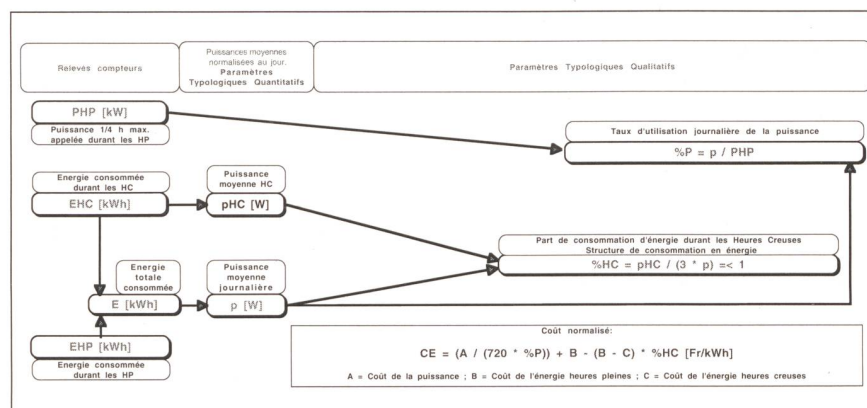 Relevés compteurs
Puissances moyennes
normalisées au jour.
Paramètres
Typologiques Quantitatifs
Paramètres Typologiques Qualitatifs
PHP [kW]
Puissance 1/4 h max.
appelée durant les HP
Taux d'utilisation journalière de la puissance
%P = p / PHP
Energie consommée
durant les HC
EHC [kWh]
Puissance
moyenne HC
pHC [W]
Part de consommation d'énergie durant les Heures Creuses
Structure de consommation en énergie
%HC = pHC / (3 * p) =< 1
Energie
totale
consommée
E [kWh]
Puissance
moyenne
journalière
p [W]
EHP [kWh]
Energie consommée
durant les HP
Coût normalisé:
CE = (A / (720 * %P)) + B - (B - C) * %HC [Fr/kWh]
A = Coût de la puissance ; B = Coût de l'énergie heures pleines ; C = Coût de l'énergie heures creuses